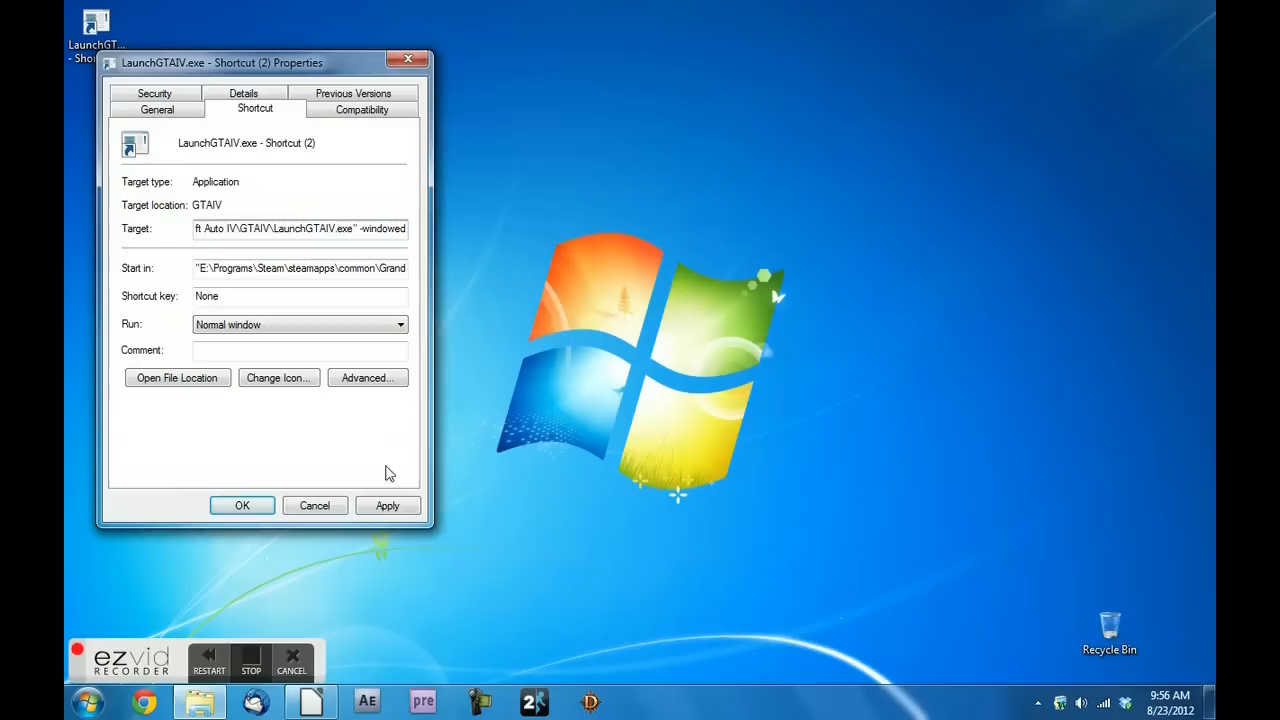 LaunchGT...
- Sho
LaunchGTAIV.exe - Shortcut (2) Properties
Security
Details
Previous Versions
General
Shortcut
Compatibility
LaunchGTAIV.exe - Shortcut (2)
Target type: Application
Target location: GTAIV
Target: ft Auto IV\GTAIV\LaunchGTAIV.exe" -windowed
Start in: "E:\Programs\Steam\steamapps\common\Grand
Shortcut key: None
Run: Normal window
Comment:
Open File Location
Change Icon...
Advanced...
OK
Cancel
Apply
Recycle Bin
ezvid
RECORDER
RESTART
STOP
CANCEL
AE
pre
2
D
9:56 AM
8/23/2012